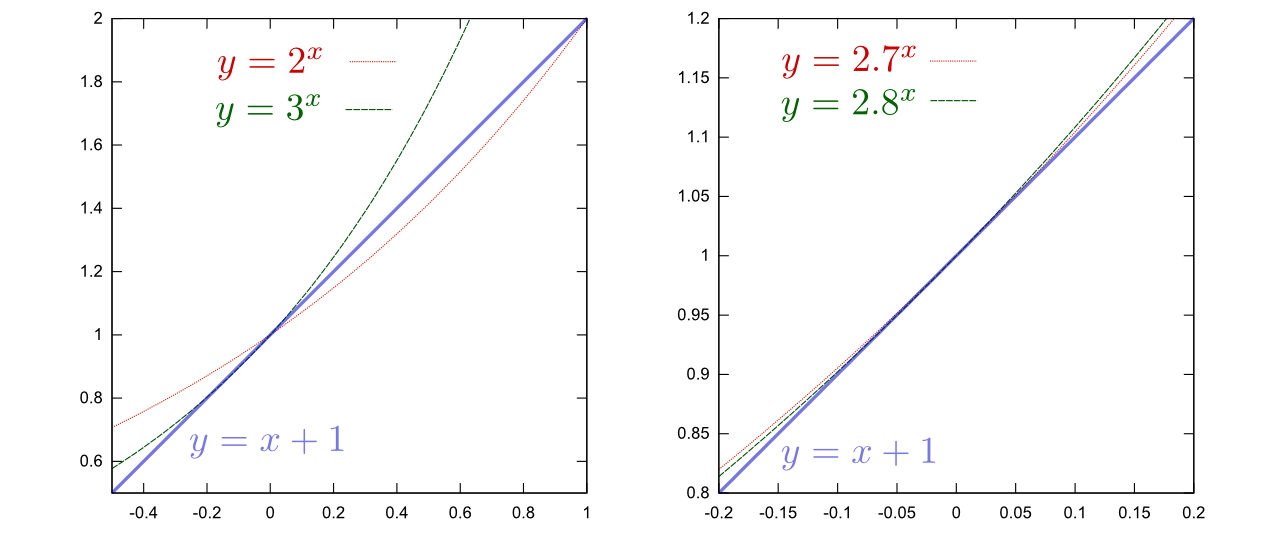 2
1.8
1.6
1.4
1.2
1
0.8
0.6
-0.4 -0.2 0 0.2 0.4 0.6 0.8 1
y = 2^x
y = 3^x
y = x + 1
1.2
1.15
1.1
1.05
1
0.95
0.9
0.85
0.8
-0.2 -0.15 -0.1 -0.05 0 0.05 0.1 0.15 0.2
y = 2.7^x
y = 2.8^x
y = x + 1